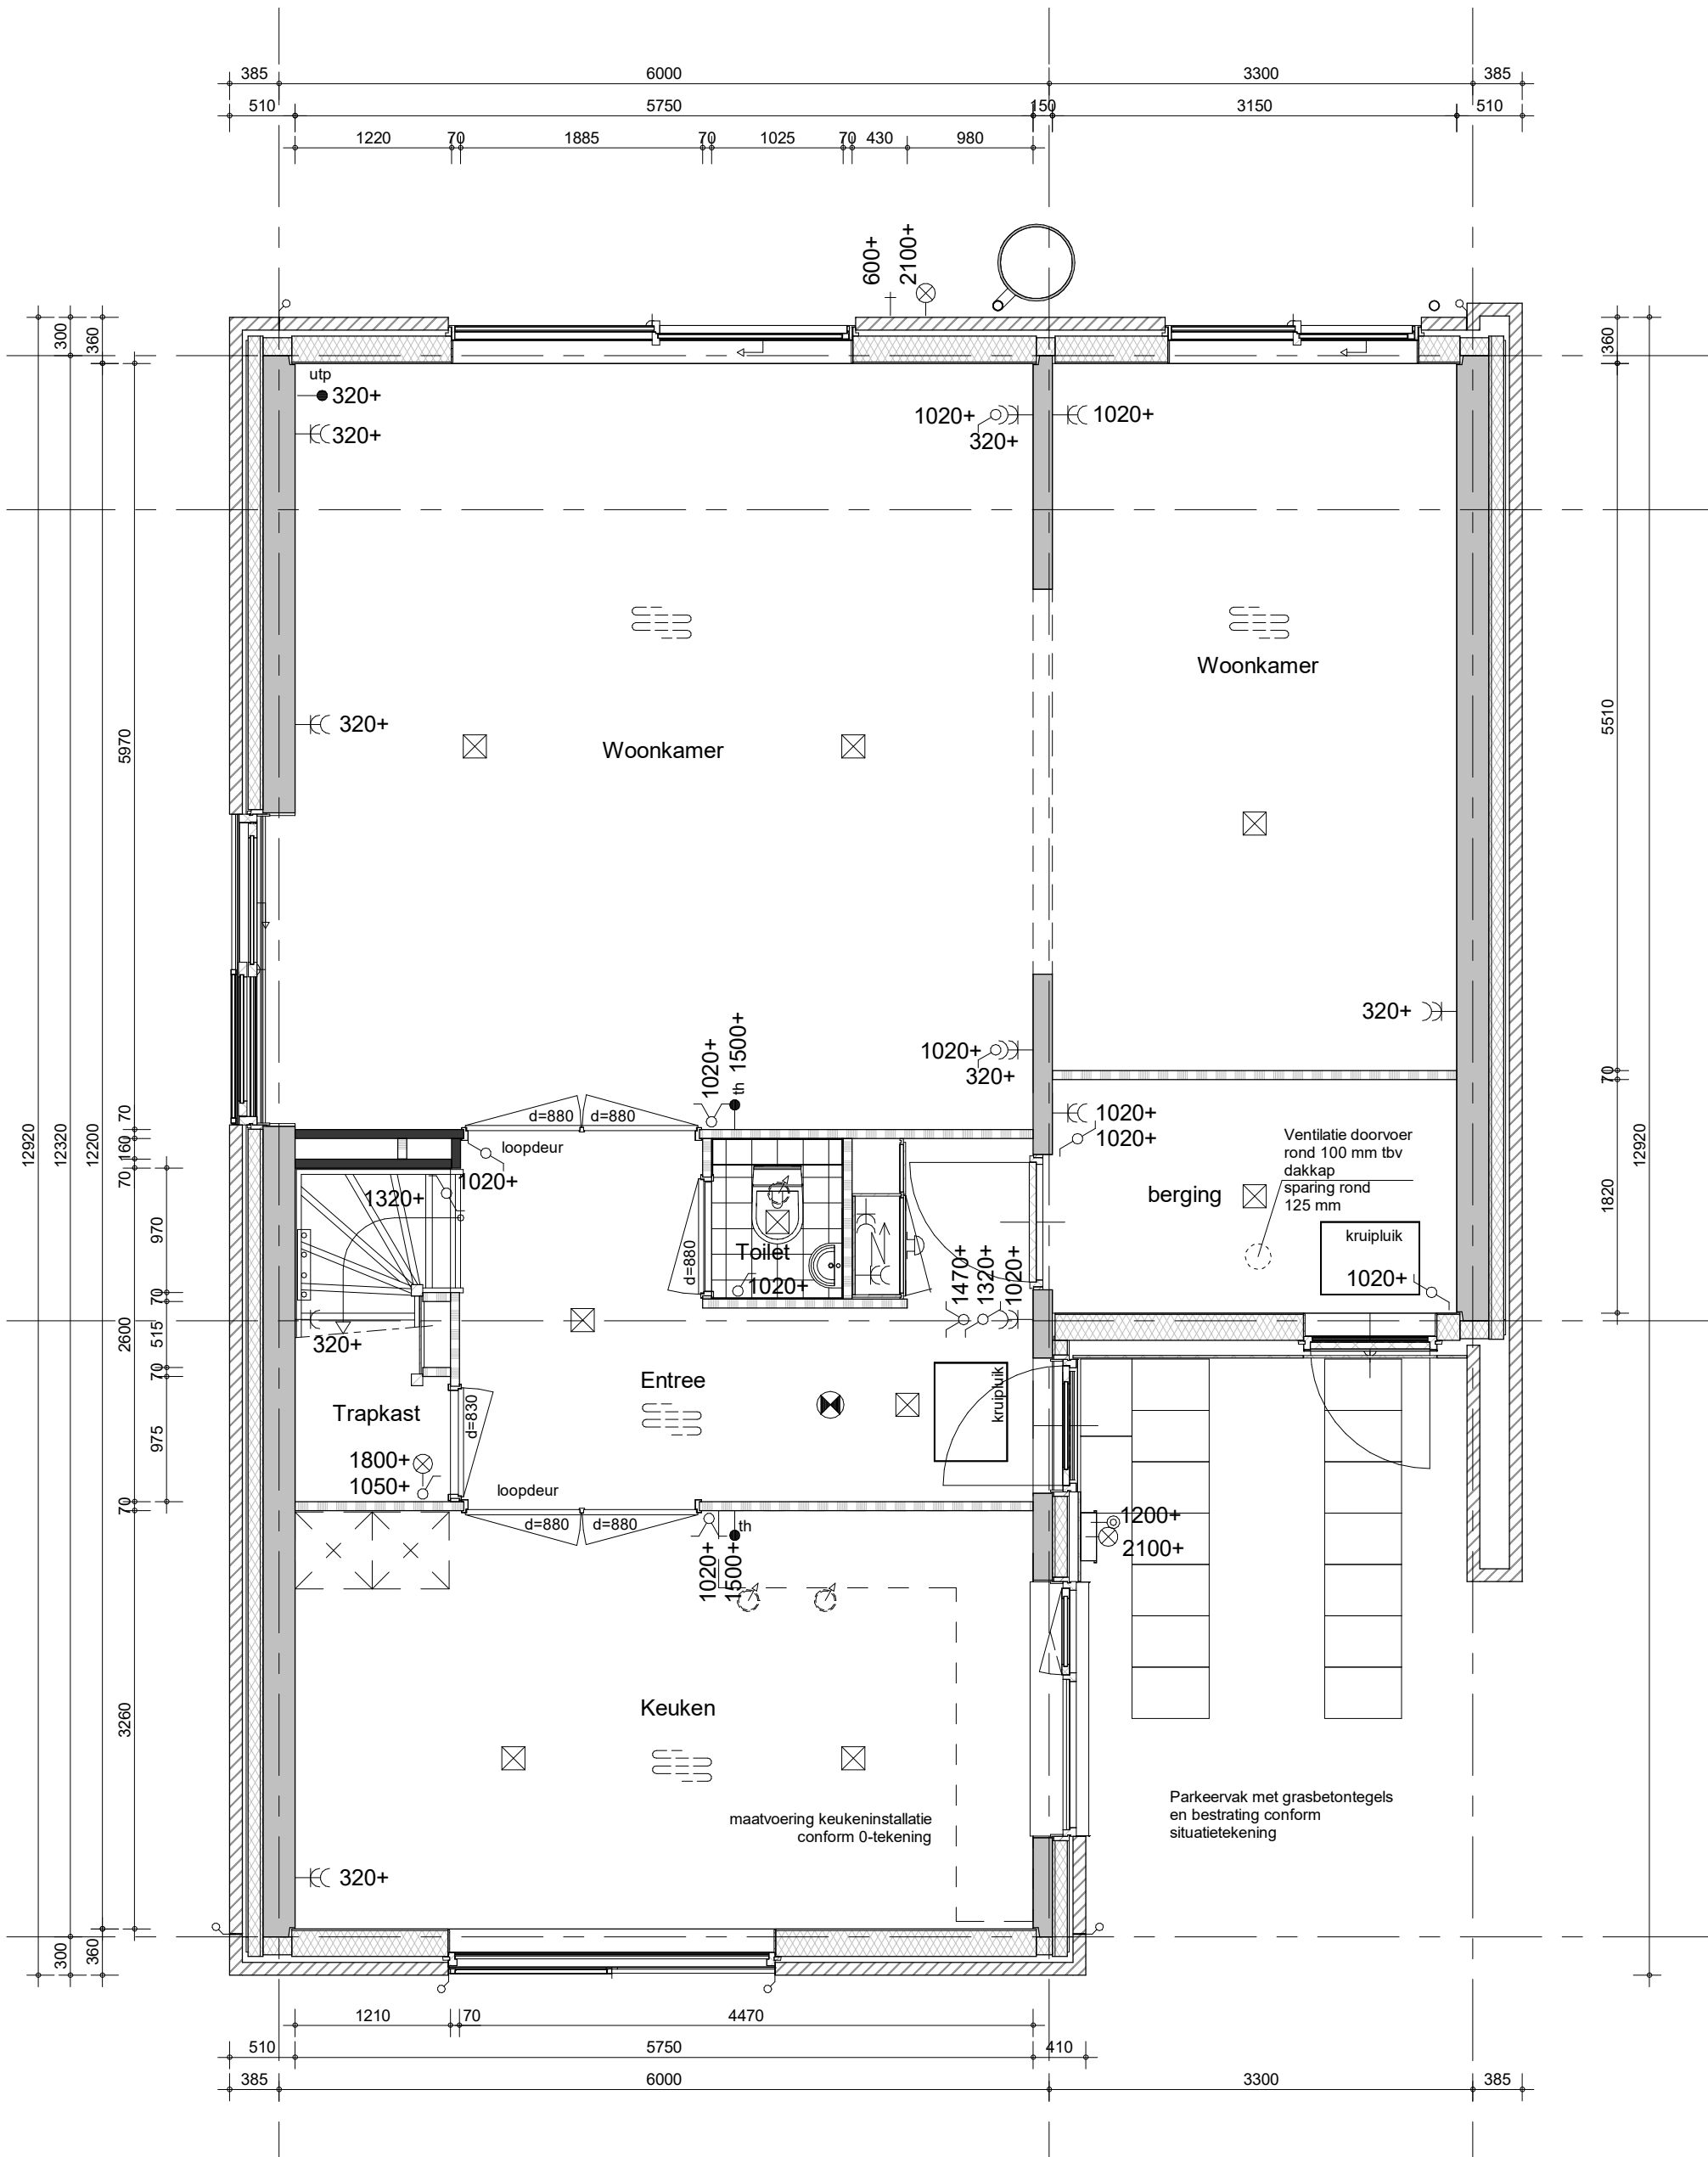 385
6000
3300
385
510
5750
150
3150
510
1220
70
1885
70
1025
70
430
980
600+
2100+
300
360
360
utp
320+
320+
1020+
320+
1020+
Woonkamer
320+
Woonkamer
5970
5510
320+
1020+
1500+
th
1020+
320+
70
1020+
1020+
Ventilatie doorvoer
rond 100 mm tbv
dakkap
sparing rond
125 mm
berging
kruipluik
1020+
1820
12920
12920
12320
12200
70
160
70
d=880
d=880
loopdeur
1020+
1320+
970
d=880
Toilet
1020+
1470+
1320+
1020+
70
2600
515
70
320+
Entree
kruipluik
Trapkast
d=830
975
1800+
1050+
loopdeur
70
d=880
d=880
th
1020+
1500+
1200+
2100+
3260
Keuken
maatvoering keukeninstallatie
conform 0-tekening
Parkeervak met grasbetontegels
en bestrating conform
situatietekening
320+
300
360
1210
70
4470
510
5750
410
385
6000
3300
385